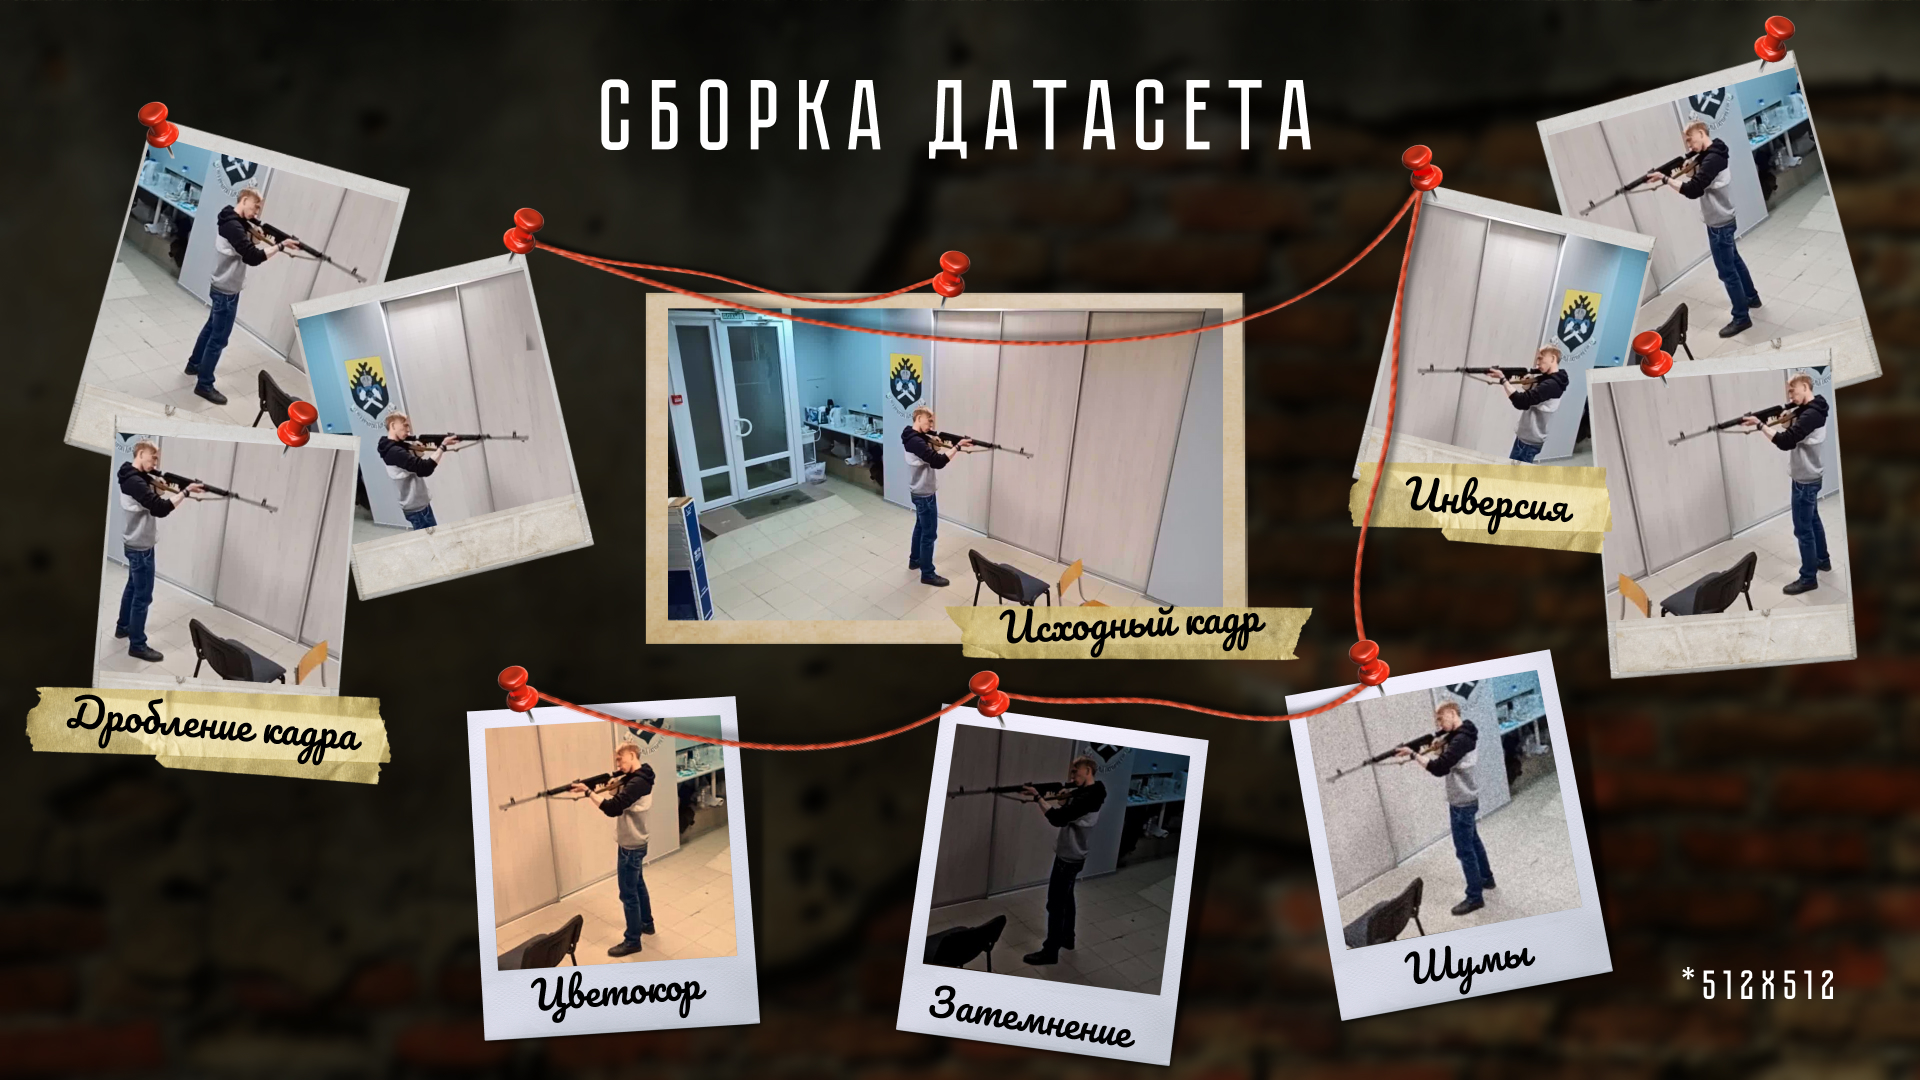 СБОРКА ДАТАСЕТА
Исходный кадр
Инверсия
Дробление кадра
Цветокор
Затемнение
Шумы
*512X512